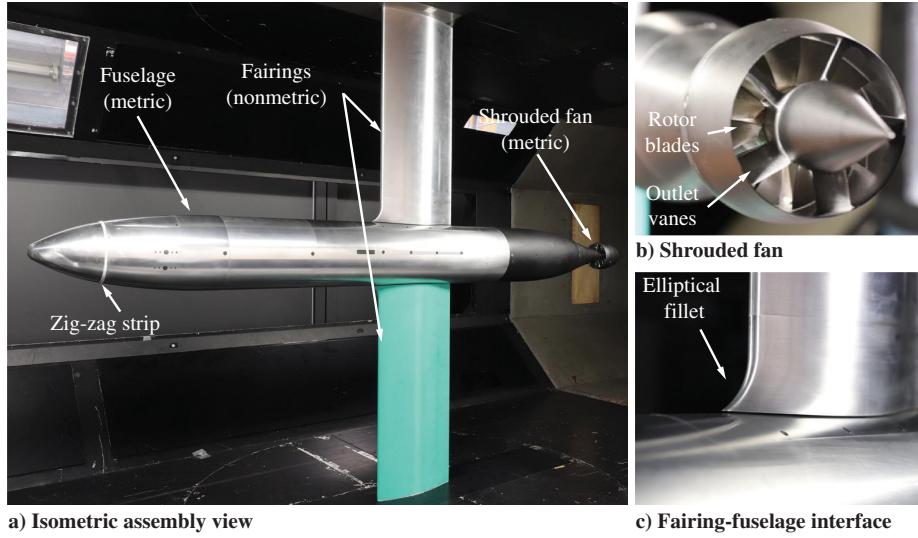 Fuselage
(metric)
Fairings
(nonmetric)
Shrouded fan
(metric)
Zig-zag strip
a) Isometric assembly view
Rotor
blades
Outlet
vanes
b) Shrouded fan
Elliptical
fillet
c) Fairing-fuselage interface